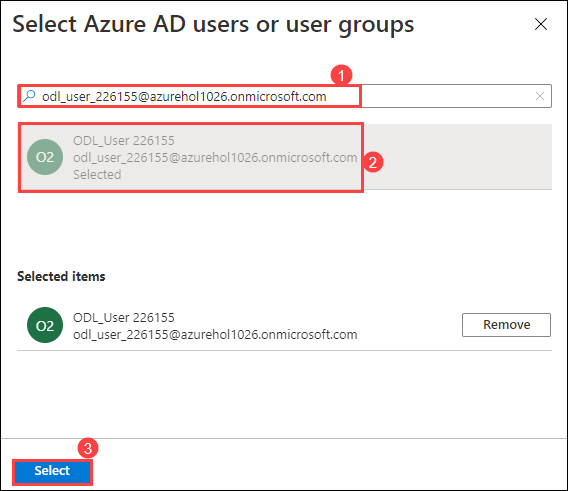 Select Azure AD users or user groups
1
odl_user_226155@azurehol1026.onmicrosoft.com
O2
ODL_User 226155
odl_user_226155@azurehol1026.onmicrosoft.com
Selected
2
Selected items
O2
ODL_User 226155
odl_user_226155@azurehol1026.onmicrosoft.com
Remove
3
Select